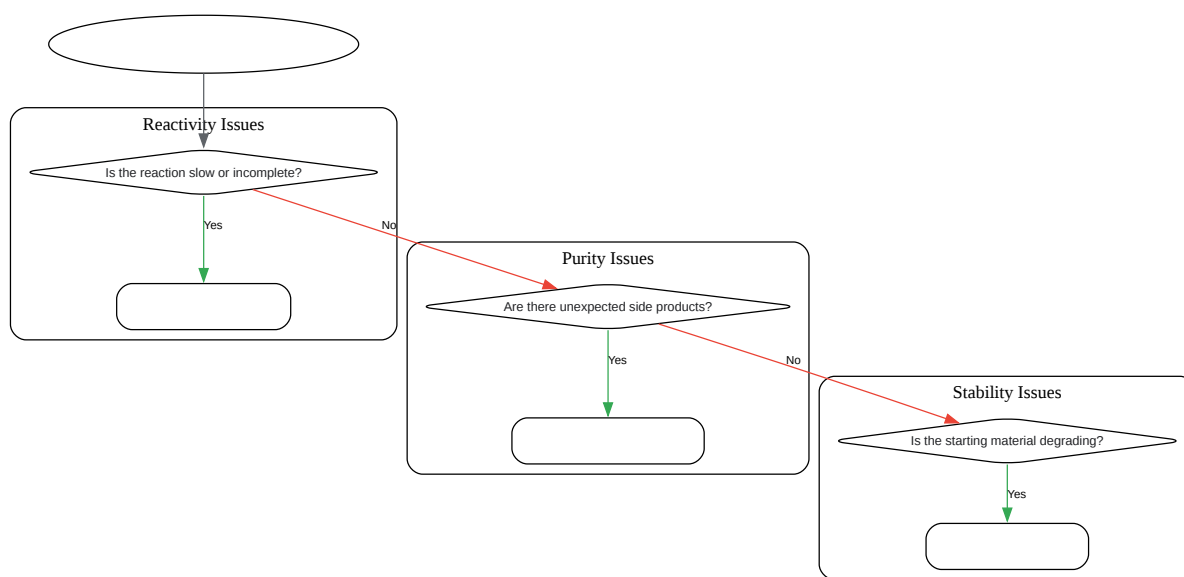 Reactivity Issues
Is the reaction slow or incomplete?
Yes
No
Purity Issues
Are there unexpected side products?
Yes
No
Stability Issues
Is the starting material degrading?
Yes